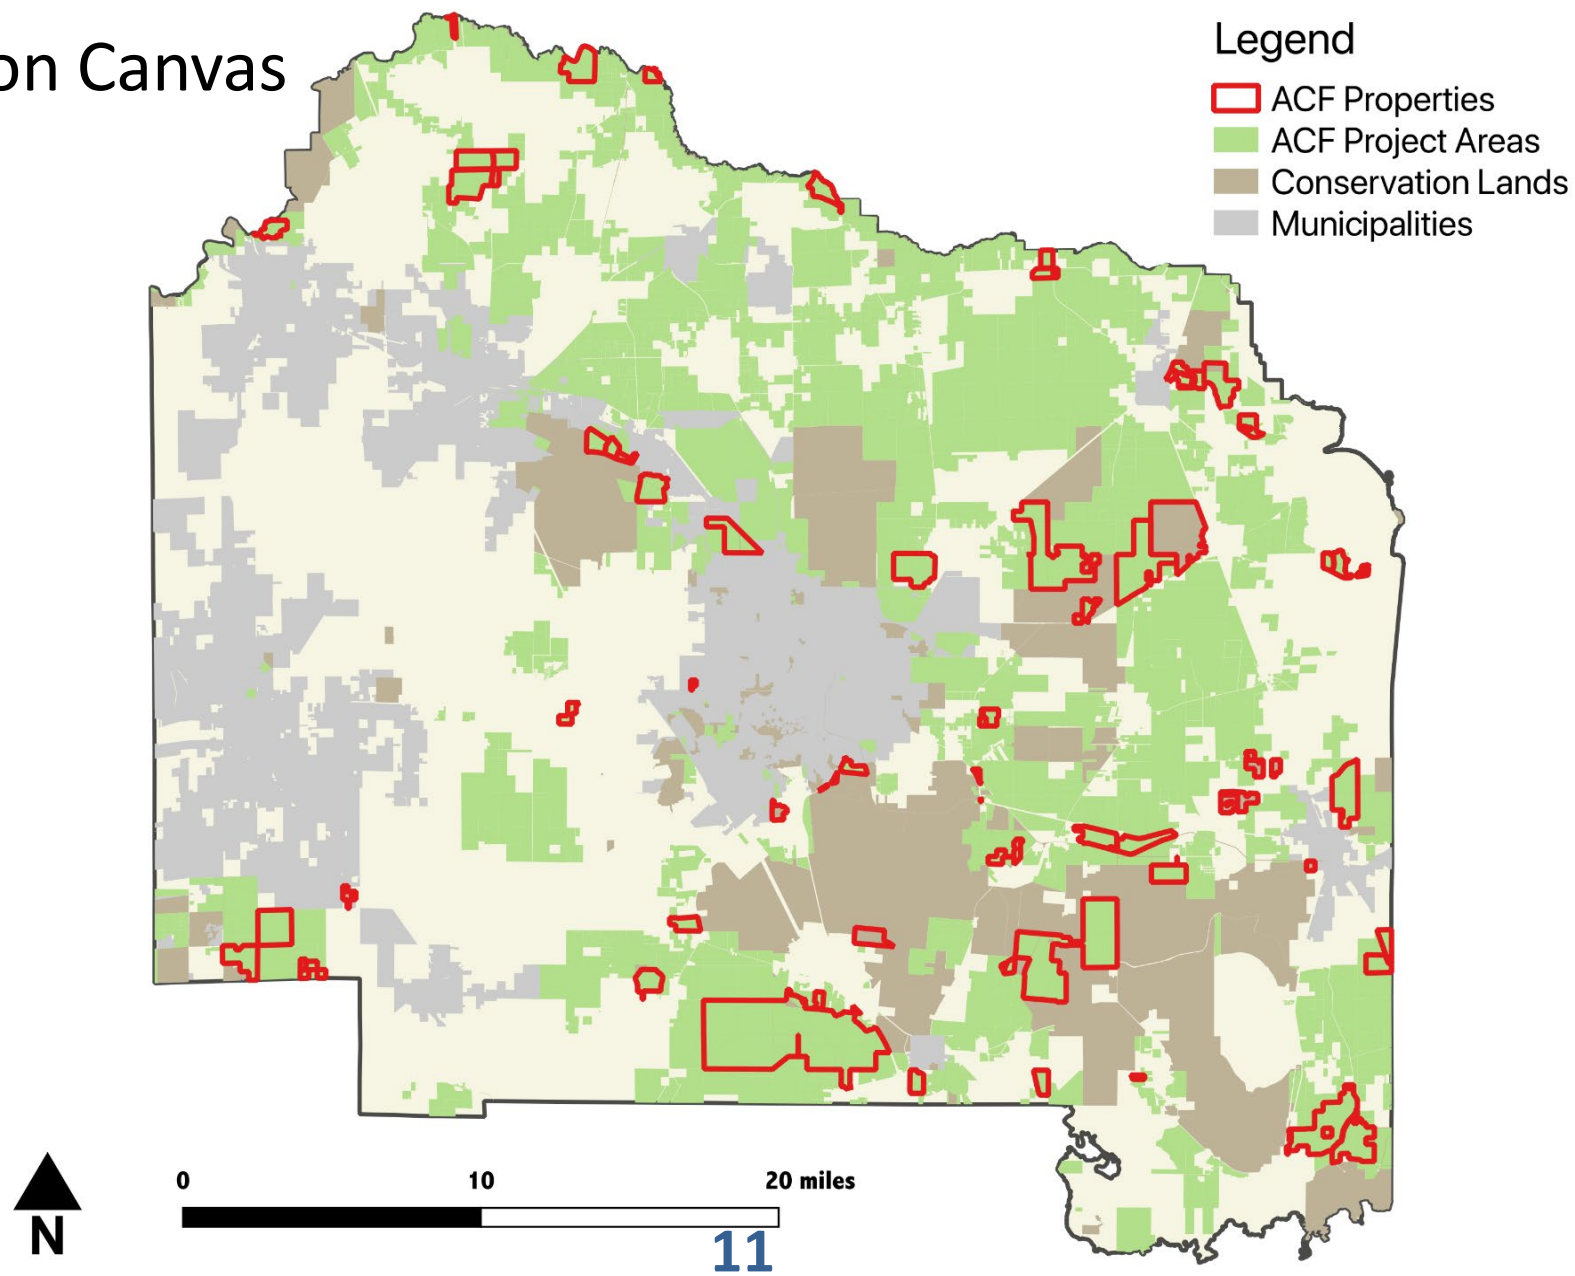 on Canvas
Legend
ACF Properties
ACF Project Areas
Conservation Lands
Municipalities
0 10 20 miles
N
11